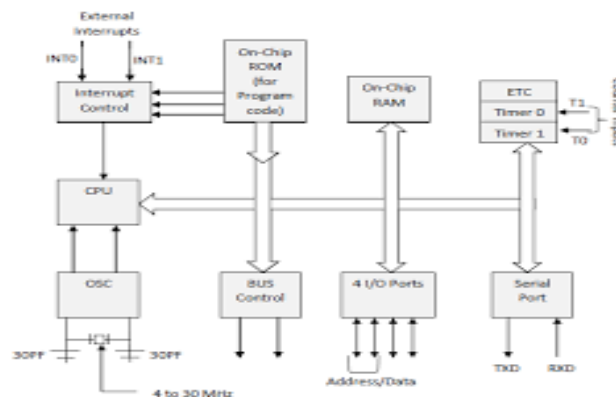 External
Interrupts
INT0
INT1
Interrupt
Control
On-Chip
ROM
(for
Program
code)
On-Chip
RAM
ETC
Timer 0
Timer 1
T1
T0
CPU
OSC
BUS
Control
4 I/O Ports
Serial
Port
30PF
30PF
4 to 30 MHz
Address/Data
TXD
RXD